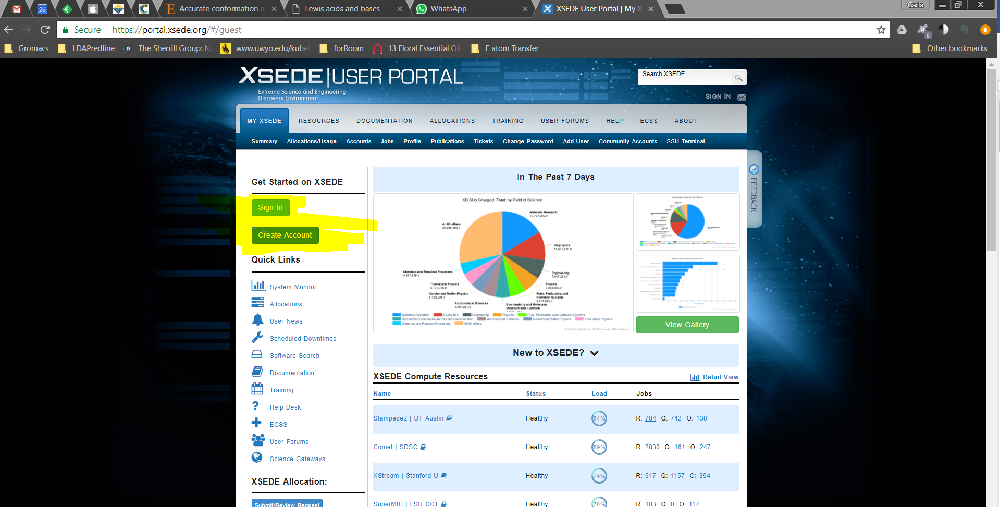 26
Accurate conformation a
Lewis acids and bases
WhatsApp
XSEDE User Portal | My X
Carla
Secure
https://portal.xsede.org/#/guest
0
Gromacs
LDAPredline
The Sherrill Group: N
www.uwyo.edu/kube
forRoom
13 Floral Essential Oil
F atom Transfer
Other bookmarks
XSEDE | USER PORTAL
Extreme Science and Engineering
Discovery Environment
Search XSEDE...
SIGN IN
MY XSEDE RESOURCES DOCUMENTATION ALLOCATIONS TRAINING USER FORUMS HELP ECSS ABOUT
Summary Allocations/Usage Accounts Jobs Profile Publications Tickets Change Password Add User Community Accounts SSH Terminal
FEEDBACK
Get Started on XSEDE
Sign In
Create Account
Quick Links
System Monitor
Allocations
User News
Scheduled Downtimes
Software Search
Documentation
Training
Help Desk
ECSS
User Forums
Science Gateways
XSEDE Allocation:
Submit/Review Request
In The Past 7 Days
XD SUs Charged: Total: by Field of Science
Materials Research
17,707,900.0
All 80 others
Biophysics
11,631,270.0
Engineering
7,847,223.0
Physics
7,084,885.0
Fluid, Particulate, and
Hydraulic Systems
6,471,615.0
Biochemistry and Molecular
Structure and Function
Astronomical Sciences
5,504,221.0
Condensed Matter Physics
5,332,206.0
Theoretical Physics
5,131,706.0
Chemical and Reaction Processes
4,527,638.0
Materials Research Biophysics Engineering Physics Fluid, Particulate, and Hydraulic Systems
Biochemistry and Molecular Structure and Function Astronomical Sciences Condensed Matter Physics Theoretical Physics
Chemical and Reaction Processes All 80 others
View Gallery
New to XSEDE?
XSEDE Compute Resources
Detail View
Name Status Load Jobs
Stampede2 | UT Austin Healthy 84% R: 784 Q: 742 O: 138
Comet | SDSC Healthy 89% R: 2830 Q: 161 O: 247
XStream | Stanford U Healthy 74% R: 617 Q: 1157 O: 394
SuperMIC | LSU CCT Healthy 70% R: 103 Q: 0 O: 117